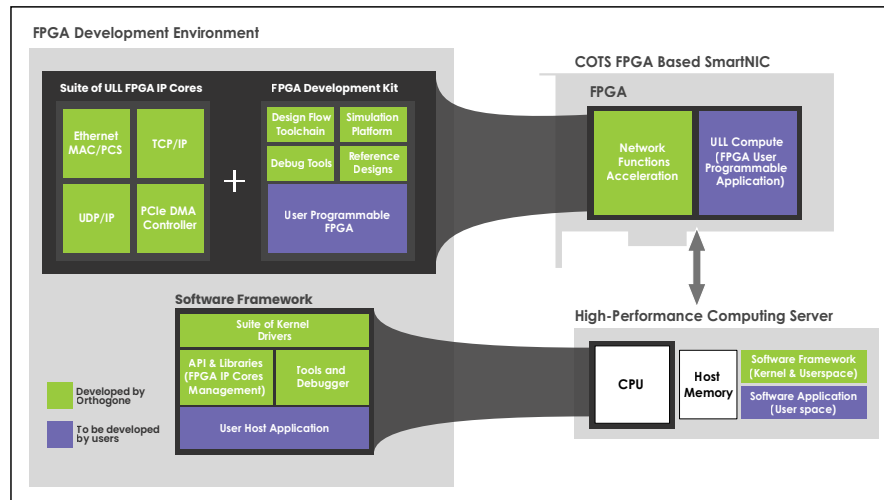 FPGA Development Environment
Suite of ULL FPGA IP Cores
Ethernet
MAC/PCS
TCP/IP
UDP/IP
PCIe DMA
Controller
+
FPGA Development Kit
Design Flow
Toolchain
Simulation
Platform
Debug Tools
Reference
Designs
User Programmable
FPGA
COTS FPGA Based SmartNIC
FPGA
Network
Functions
Acceleration
ULL Compute
(FPGA User
Programmable
Application)
Software Framework
Suite of Kernel
Drivers
API & Libraries
(FPGA IP Cores
Management)
Tools and
Debugger
User Host Application
Developed by
Orthogone
To be developed
by users
High-Performance Computing Server
CPU
Host
Memory
Software Framework
(Kernel & Userspace)
Software Application
(User space)